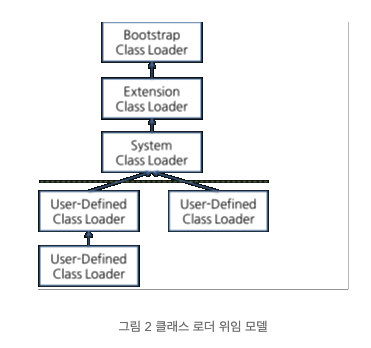 Bootstrap
Class Loader
Extension
Class Loader
System
Class Loader
User-Defined
Class Loader
User-Defined
Class Loader
User-Defined
Class Loader
그림 2 클래스 로더 위임 모델